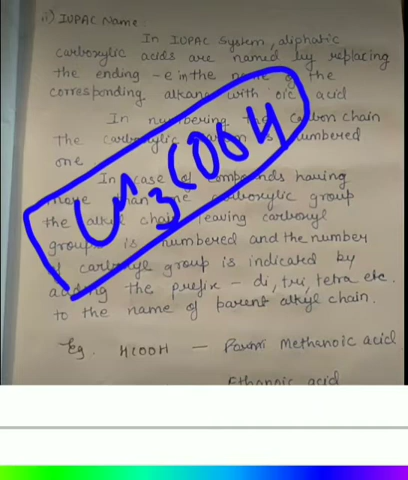 ii) IUPAC Name:
In IUPAC system, aliphatic
carboxylic acids are named by replacing
the ending -e in the name of the
corresponding alkane with oic acid
In numbering the carbon chain
the carboxylic is numbered
one.
In case of compounds having
more than one carboxylic group
the alkyl chain leaving carboxyl
group is numbered and the number
of carboxyl group is indicated by
adding the prefix - di, tri, tetra etc.
to the name of parent alkyl chain.
Eg. HCOOH — Methanoic acid
Ethanoic acid
CH3COOH